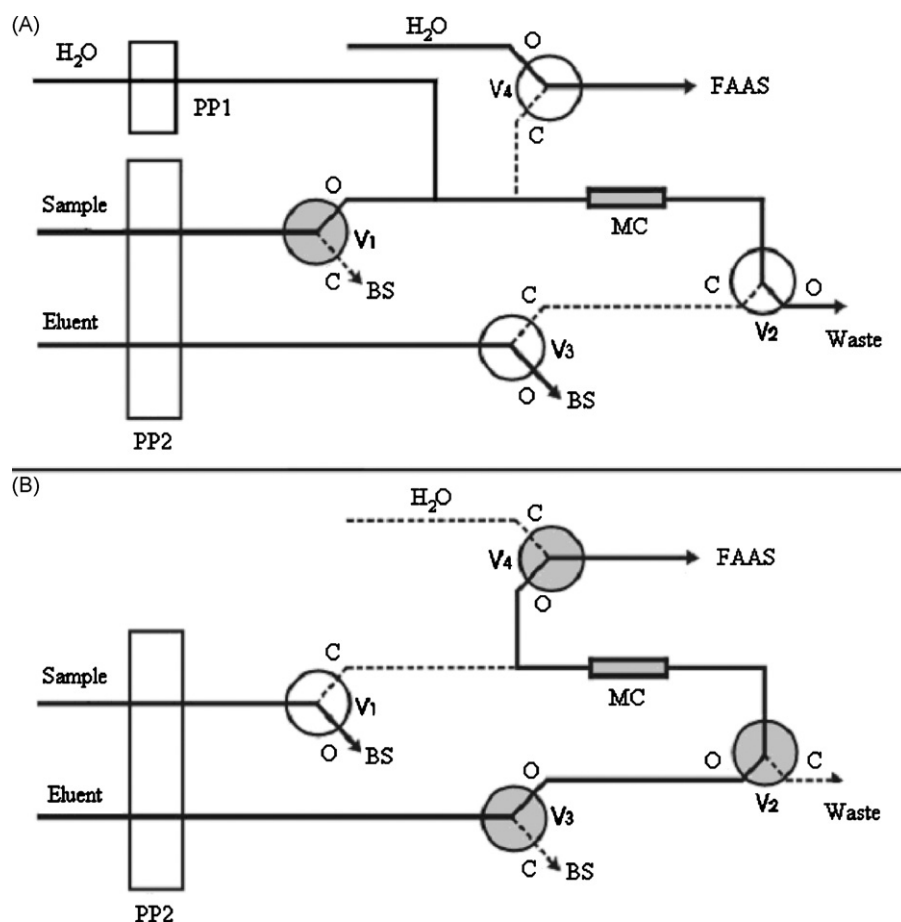 (A)
H₂O
O
H₂O
V₄
FAAS
PP1
C
Sample
O
V₁
MC
C
BS
C
O
Eluent
C
V₂
Waste
V₃
O
BS
PP2
(B)
H₂O
C
V₄
FAAS
O
Sample
C
V₁
MC
O
BS
O
C
Eluent
O
V₂
Waste
V₃
C
BS
PP2